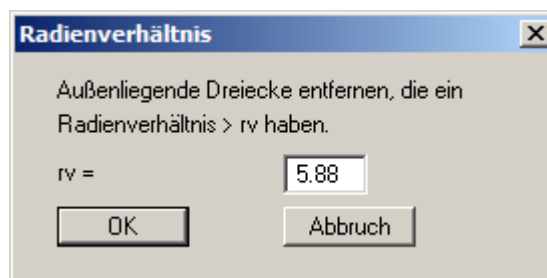 Radienverhältnis
Außenliegende Dreiecke entfernen, die ein
Radienverhältnis > rv haben.
rv = 5.88
OK Abbruch